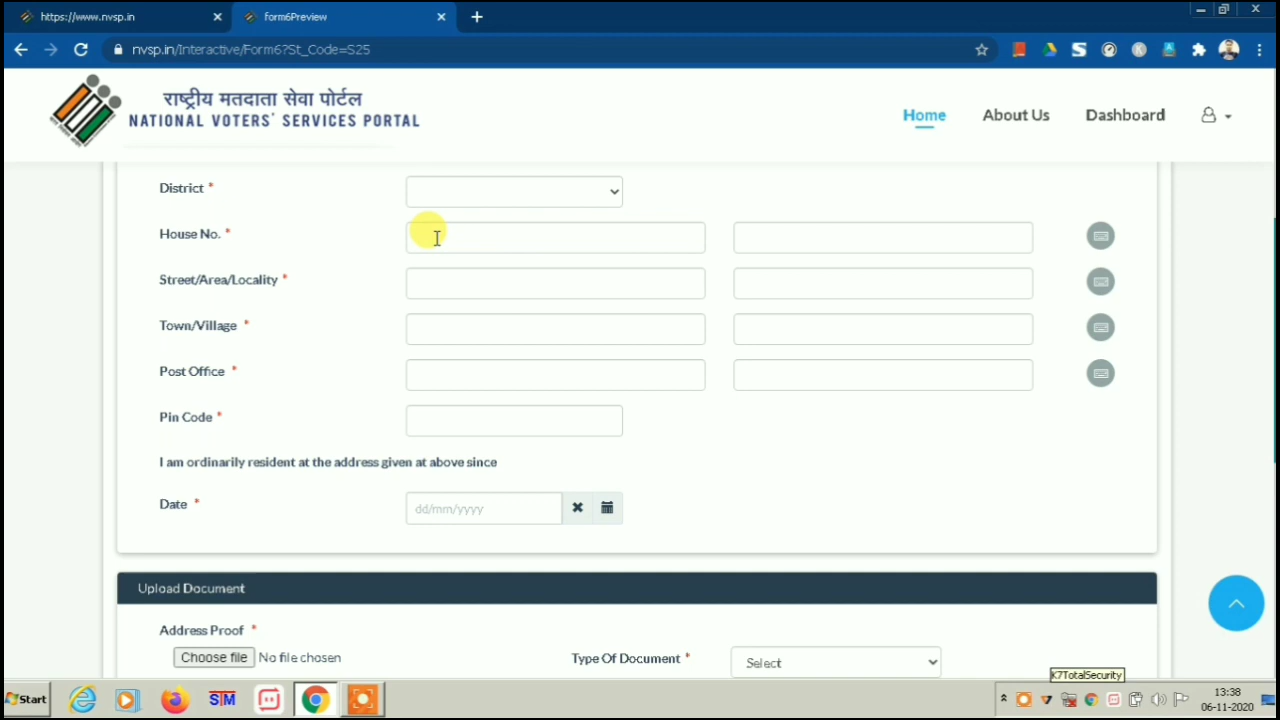 https://www.nvsp.in
form6Preview
nvsp.in/Interactive/Form6?St_Code=S25
राष्ट्रीय मतदाता सेवा पोर्टल
NATIONAL VOTERS' SERVICES PORTAL
Home
About Us
Dashboard
District *
House No. *
Street/Area/Locality *
Town/Village *
Post Office *
Pin Code *
I am ordinarily resident at the address given at above since
Date *
dd/mm/yyyy
Upload Document
Address Proof *
Choose file No file chosen
Type Of Document *
Select
K7TotalSecurity
Start
SIM
13:38
06-11-2020